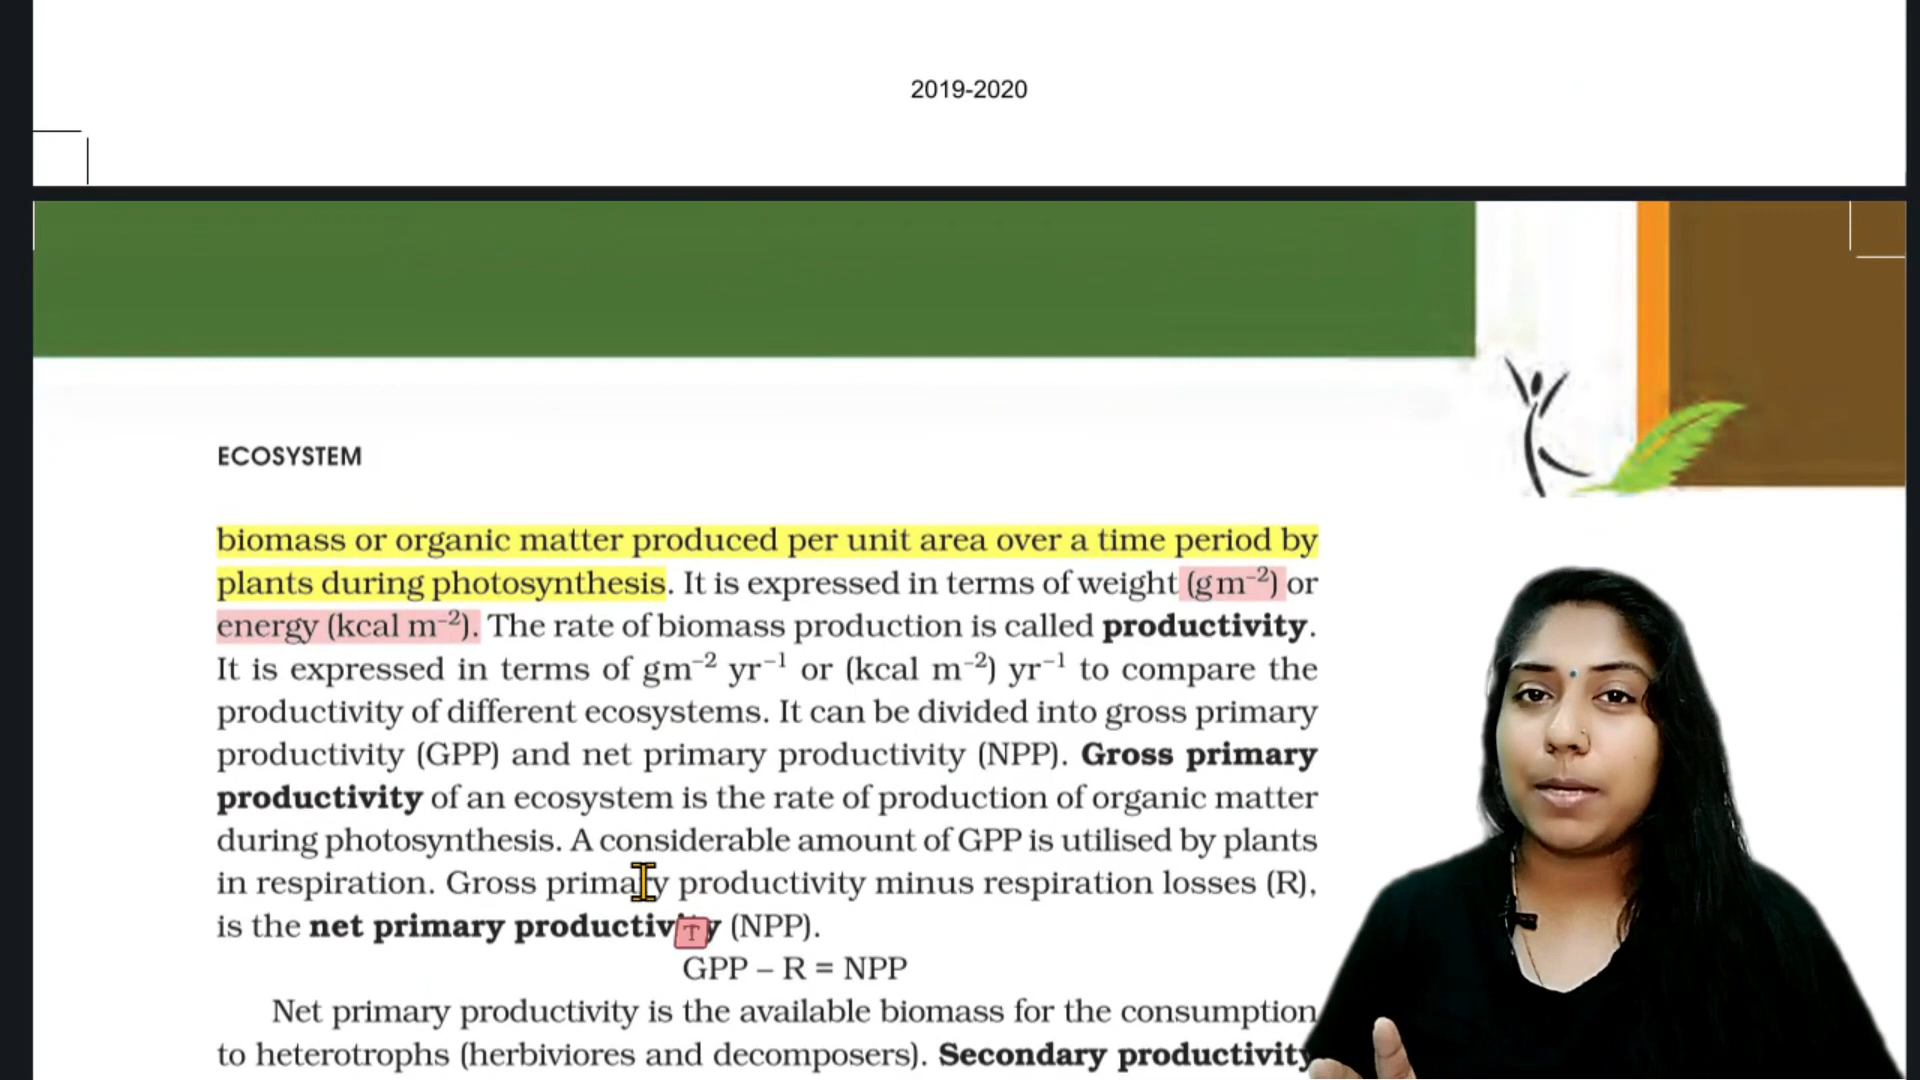 2019-2020
ECOSYSTEM
biomass or organic matter produced per unit area over a time period by
plants during photosynthesis. It is expressed in terms of weight (g m⁻²) or
energy (kcal m⁻²). The rate of biomass production is called productivity.
It is expressed in terms of gm⁻² yr⁻¹ or (kcal m⁻²) yr⁻¹ to compare the
productivity of different ecosystems. It can be divided into gross primary
productivity (GPP) and net primary productivity (NPP). Gross primary
productivity of an ecosystem is the rate of production of organic matter
during photosynthesis. A considerable amount of GPP is utilised by plants
in respiration. Gross primary productivity minus respiration losses (R),
is the net primary productivity (NPP).
T
GPP – R = NPP
Net primary productivity is the available biomass for the consumption
to heterotrophs (herbiviores and decomposers). Secondary productivity